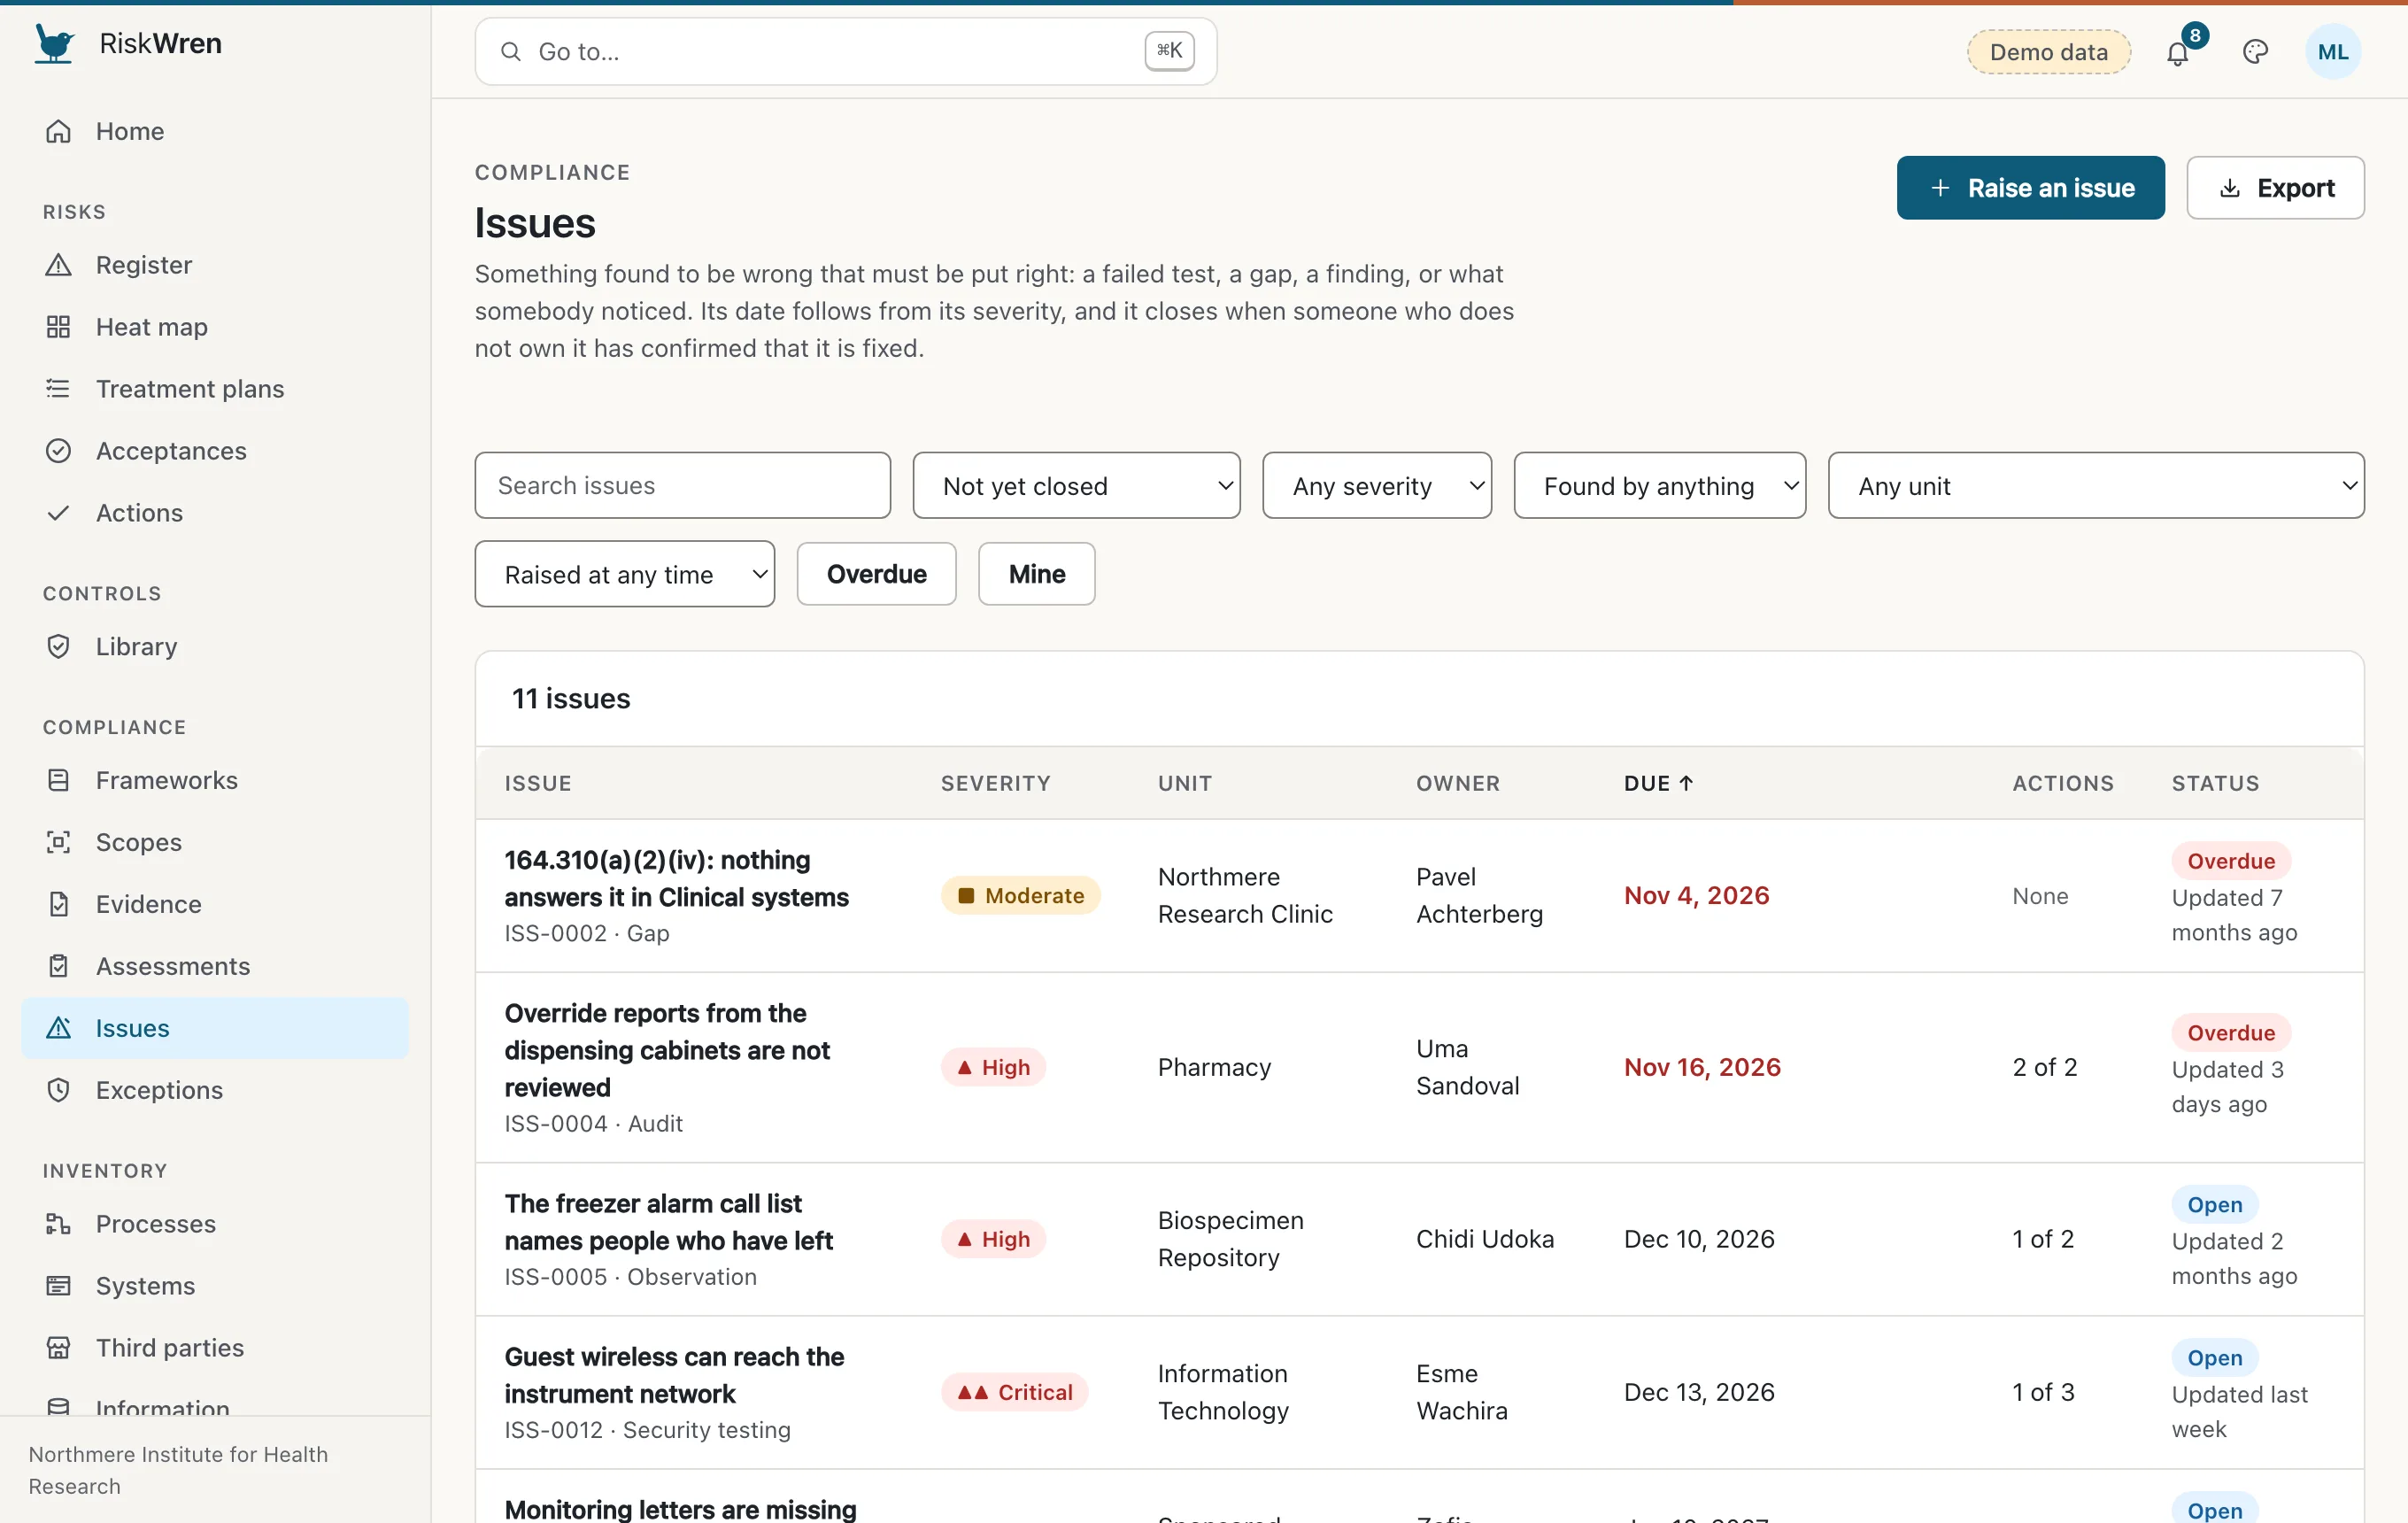 RiskWren
Go to...
⌘K
Demo data
8
ML
Home
RISKS
Register
Heat map
Treatment plans
Acceptances
Actions
CONTROLS
Library
COMPLIANCE
Frameworks
Scopes
Evidence
Assessments
Issues
Exceptions
INVENTORY
Processes
Systems
Third parties
Information
Northmere Institute for Health
Research
COMPLIANCE
Issues
Something found to be wrong that must be put right: a failed test, a gap, a finding, or what
somebody noticed. Its date follows from its severity, and it closes when someone who does
not own it has confirmed that it is fixed.
Raise an issue
Export
Search issues
Not yet closed
Any severity
Found by anything
Any unit
Raised at any time
Overdue
Mine
11 issues
ISSUE SEVERITY UNIT OWNER DUE ↑ ACTIONS STATUS
164.310(a)(2)(iv): nothing
answers it in Clinical systems
ISS-0002 · Gap
Moderate
Northmere
Research Clinic
Pavel
Achterberg
Nov 4, 2026
None
Overdue
Updated 7
months ago
Override reports from the
dispensing cabinets are not
reviewed
ISS-0004 · Audit
High
Pharmacy
Uma
Sandoval
Nov 16, 2026
2 of 2
Overdue
Updated 3
days ago
The freezer alarm call list
names people who have left
ISS-0005 · Observation
High
Biospecimen
Repository
Chidi Udoka
Dec 10, 2026
1 of 2
Open
Updated 2
months ago
Guest wireless can reach the
instrument network
ISS-0012 · Security testing
Critical
Information
Technology
Esme
Wachira
Dec 13, 2026
1 of 3
Open
Updated last
week
Monitoring letters are missing
Open